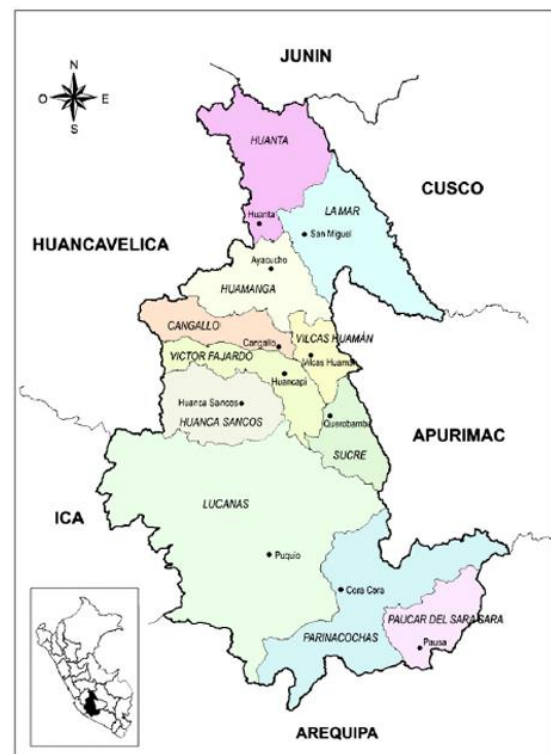 JUNIN
N
O E
S
HUANTA
CUSCO
LA MAR
Huanta
San Miguel
HUANCAVELICA
Ayacucho
HUAMANGA
CANGALLO
VILCAS HUAMÁN
Cangallo
VICTOR FAJARDO
Vilcas Huamán
Huancapi
Huanca Sancos
HUANCA SANCOS
Querobamba
APURIMAC
SUCRE
LUCANAS
ICA
Puquio
Cora Cora
PAUCAR DEL SARA SARA
PARINACOCHAS
Pausa
AREQUIPA